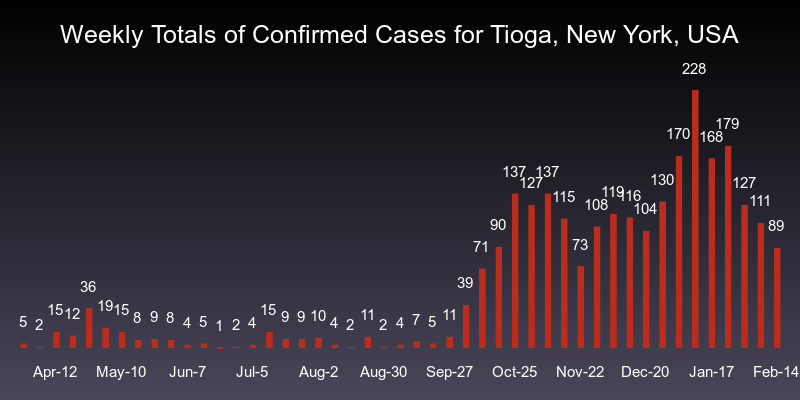 Weekly Totals of Confirmed Cases for Tioga, New York, USA
5 2 15 12 36 19 15 8 9 8 4 5 1 2 4 15 9 9 10 4 2 11 2 4 7 5 11 39 71 90 137 127 137 115 73 108 119 116 104 130 170 228 168 179 127 111 89
Apr-12 May-10 Jun-7 Jul-5 Aug-2 Aug-30 Sep-27 Oct-25 Nov-22 Dec-20 Jan-17 Feb-14